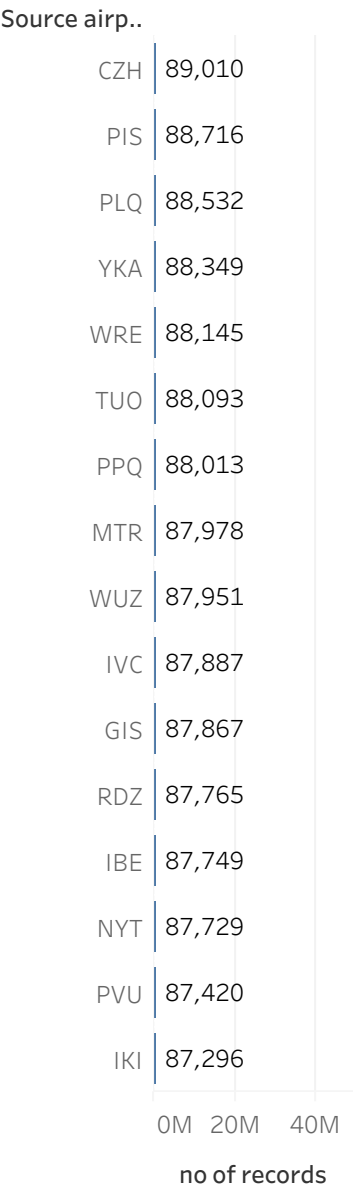 Source airp..
CZH 89,010
PIS 88,716
PLQ 88,532
YKA 88,349
WRE 88,145
TUO 88,093
PPQ 88,013
MTR 87,978
WUZ 87,951
IVC 87,887
GIS 87,867
RDZ 87,765
IBE 87,749
NYT 87,729
PVU 87,420
IKI 87,296
0M 20M 40M
no of records